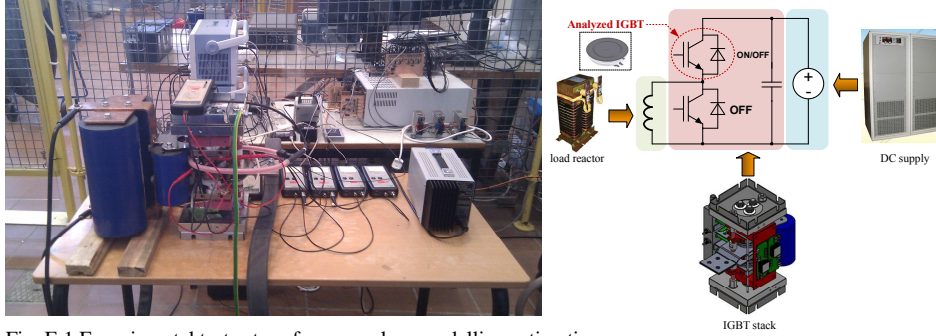 Analyzed IGBT
ON/OFF
+
-
OFF
load reactor
DC supply
IGBT stack